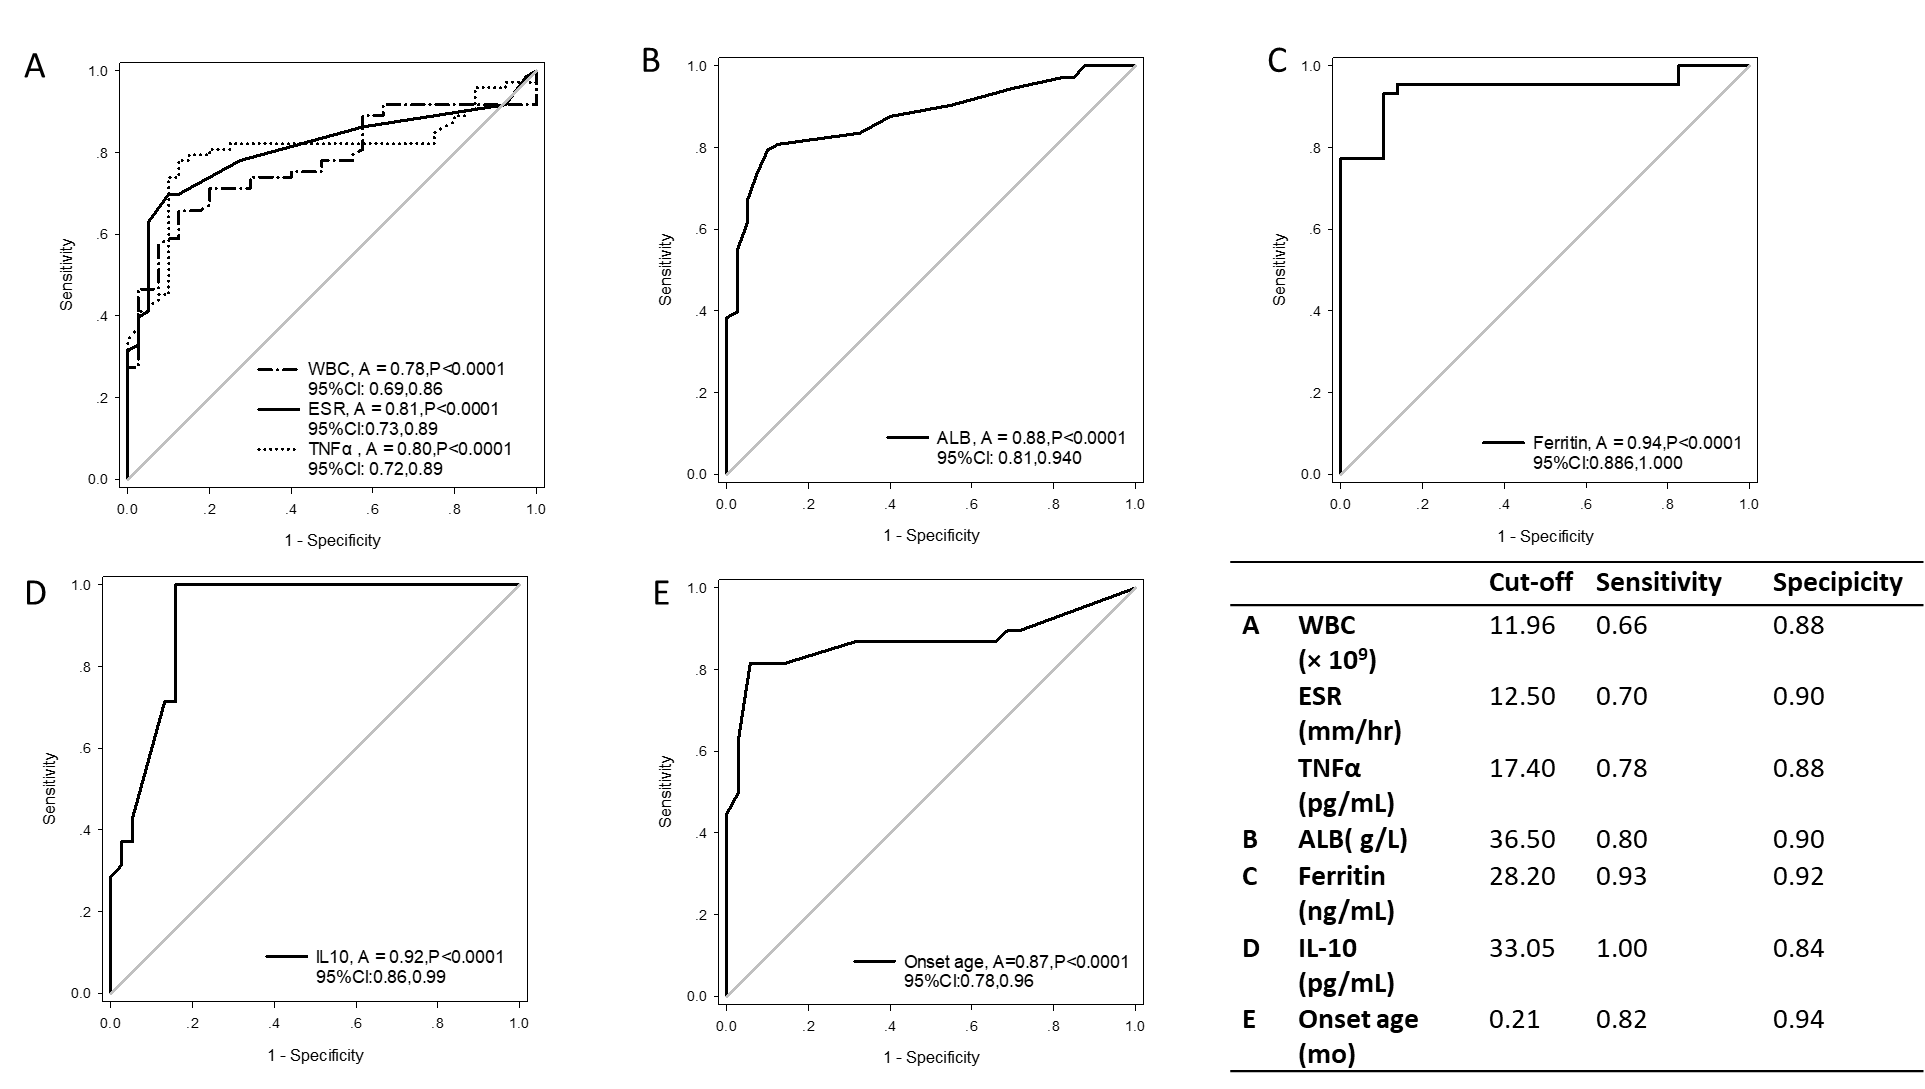 A
1.0
.8
.6
.4
.2
0.0
Sensitivity
WBC, A = 0.78,P<0.0001
95%CI: 0.69,0.86
ESR, A = 0.81,P<0.0001
95%CI:0.73,0.89
TNFα , A = 0.80,P<0.0001
95%CI: 0.72,0.89
0.0 .2 .4 .6 .8 1.0
1 - Specificity
B
1.0
.8
.6
.4
.2
0.0
Sensitivity
ALB, A = 0.88,P<0.0001
95%CI: 0.81,0.940
0.0 .2 .4 .6 .8 1.0
1 - Specificity
C
1.0
.8
.6
.4
.2
0.0
Sensitivity
Ferritin, A = 0.94,P<0.0001
95%CI:0.886,1.000
0.0 .2 .4 .6 .8 1.0
1 - Specificity
D
1.0
.8
.6
.4
.2
0.0
Sensitivity
IL10, A = 0.92,P<0.0001
95%CI:0.86,0.99
0.0 .2 .4 .6 .8 1.0
1 - Specificity
E
1.0
.8
.6
.4
.2
0.0
Sensitivity
Onset age, A=0.87,P<0.0001
95%CI:0.78,0.96
0.0 .2 .4 .6 .8 1.0
1 - Specificity
Cut-off Sensitivity Specipicity
A WBC 11.96 0.66 0.88
(× 10⁹)
ESR 12.50 0.70 0.90
(mm/hr)
TNFα 17.40 0.78 0.88
(pg/mL)
B ALB( g/L) 36.50 0.80 0.90
C Ferritin 28.20 0.93 0.92
(ng/mL)
D IL-10 33.05 1.00 0.84
(pg/mL)
E Onset age 0.21 0.82 0.94
(mo)